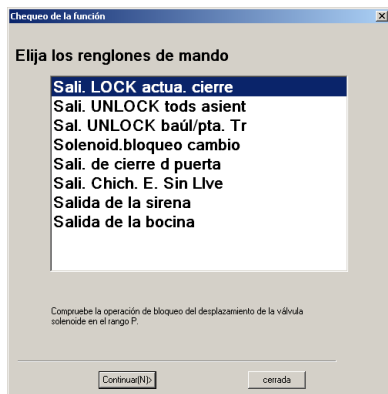 Chequeo de la función
Elija los renglones de mando
Sali. LOCK actua. cierre
Sali. UNLOCK tods asient
Sal. UNLOCK baúl/pta. Tr
Solenoid.bloqueo cambio
Sali. de cierre d puerta
Sali. Chich. E. Sin Llve
Salida de la sirena
Salida de la bocina
Compruebe la operación de bloqueo del desplazamiento de la válvula
solenoide en el rango P.
Continuar(N)>
cerrada